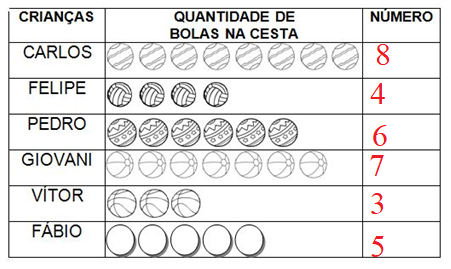 CRIANÇAS QUANTIDADE DE BOLAS NA CESTA NÚMERO
CARLOS 8
FELIPE 4
PEDRO 6
GIOVANI 7
VÍTOR 3
FÁBIO 5